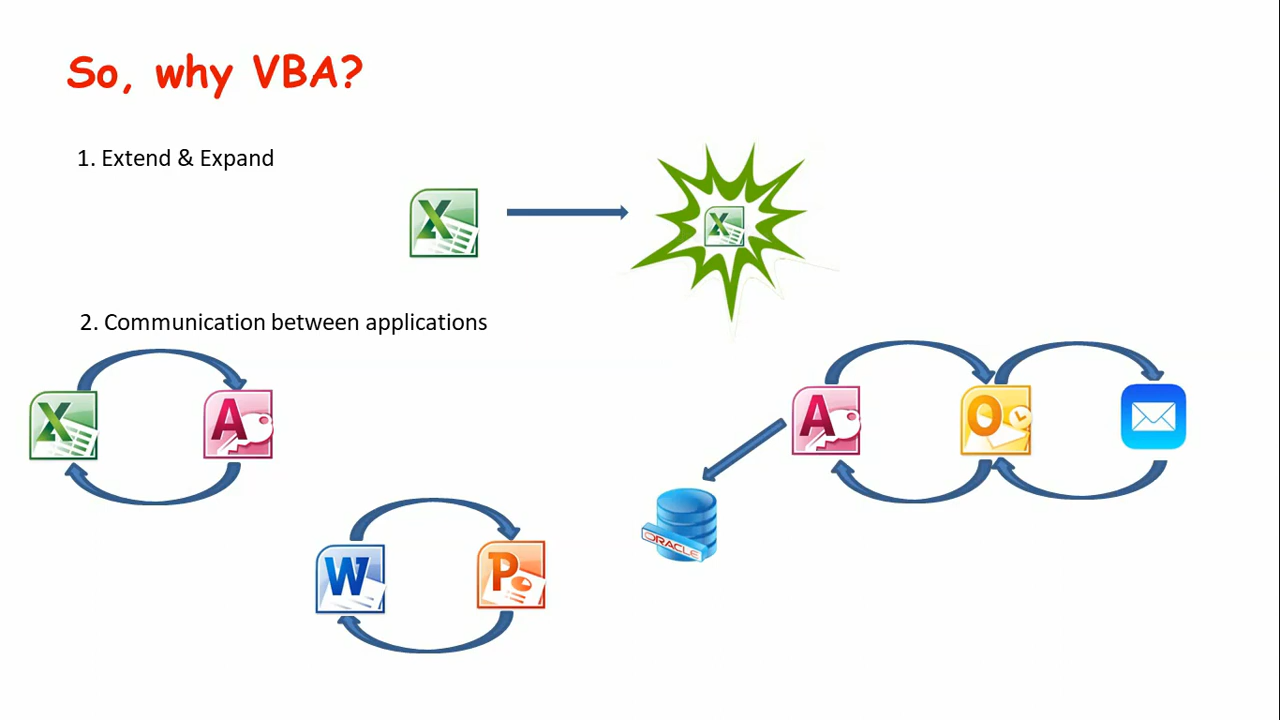 So, why VBA?
1. Extend & Expand
X
X
2. Communication between applications
X
A
A
O
ORACLE
W
P